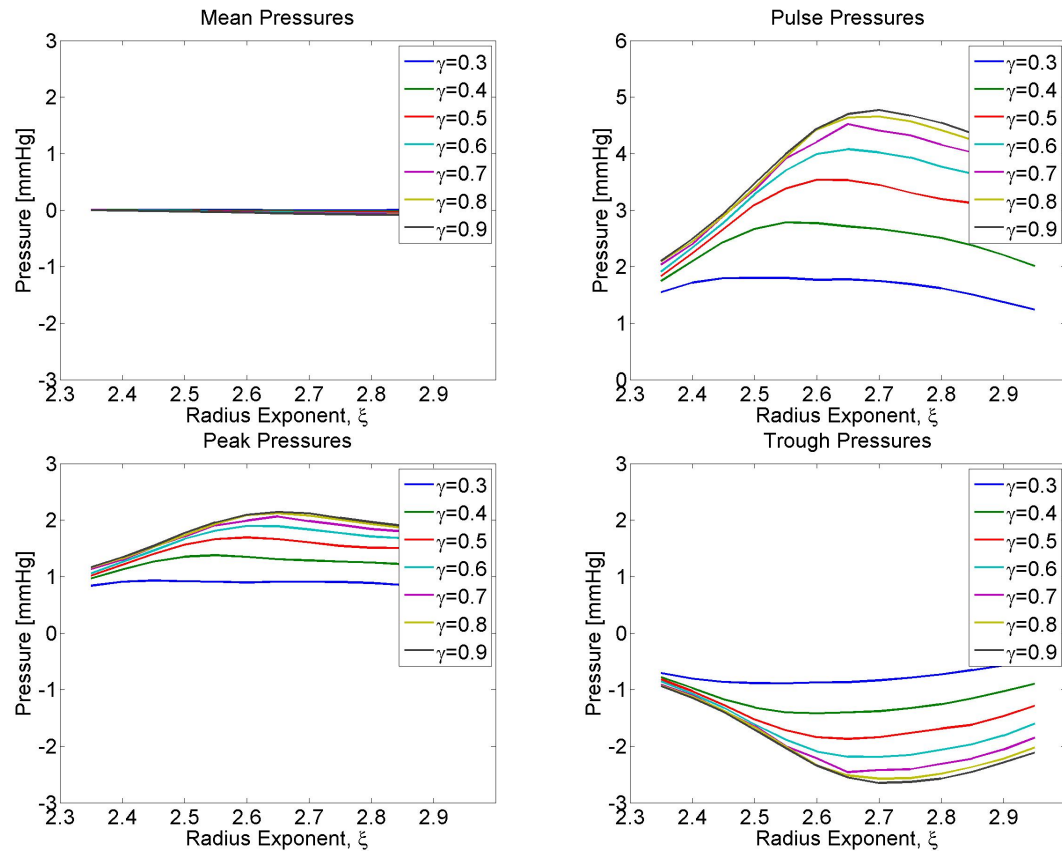 Mean Pressures
3
2
1
0
-1
-2
-3
Pressure [mmHg]
2.3 2.4 2.5 2.6 2.7 2.8 2.9
Radius Exponent, ξ
γ=0.3
γ=0.4
γ=0.5
γ=0.6
γ=0.7
γ=0.8
γ=0.9
Pulse Pressures
6
5
4
3
2
1
0
Pressure [mmHg]
2.3 2.4 2.5 2.6 2.7 2.8 2.9
Radius Exponent, ξ
γ=0.3
γ=0.4
γ=0.5
γ=0.6
γ=0.7
γ=0.8
γ=0.9
Peak Pressures
3
2
1
0
-1
-2
-3
Pressure [mmHg]
2.3 2.4 2.5 2.6 2.7 2.8 2.9
Radius Exponent, ξ
γ=0.3
γ=0.4
γ=0.5
γ=0.6
γ=0.7
γ=0.8
γ=0.9
Trough Pressures
3
2
1
0
-1
-2
-3
Pressure [mmHg]
2.3 2.4 2.5 2.6 2.7 2.8 2.9
Radius Exponent, ξ
γ=0.3
γ=0.4
γ=0.5
γ=0.6
γ=0.7
γ=0.8
γ=0.9